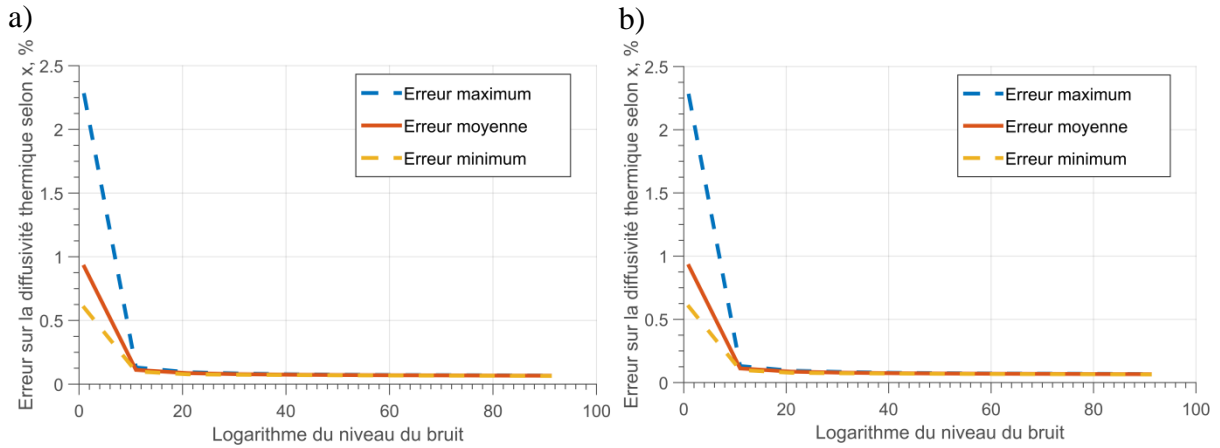 a)
Erreur sur la diffusivité thermique selon x, %
2.5
2
1.5
1
0.5
0
0
20
40
60
80
100
Logarithme du niveau du bruit
Erreur maximum
Erreur moyenne
Erreur minimum
b)
Erreur sur la diffusivité thermique selon x, %
2.5
2
1.5
1
0.5
0
0
20
40
60
80
100
Logarithme du niveau du bruit
Erreur maximum
Erreur moyenne
Erreur minimum